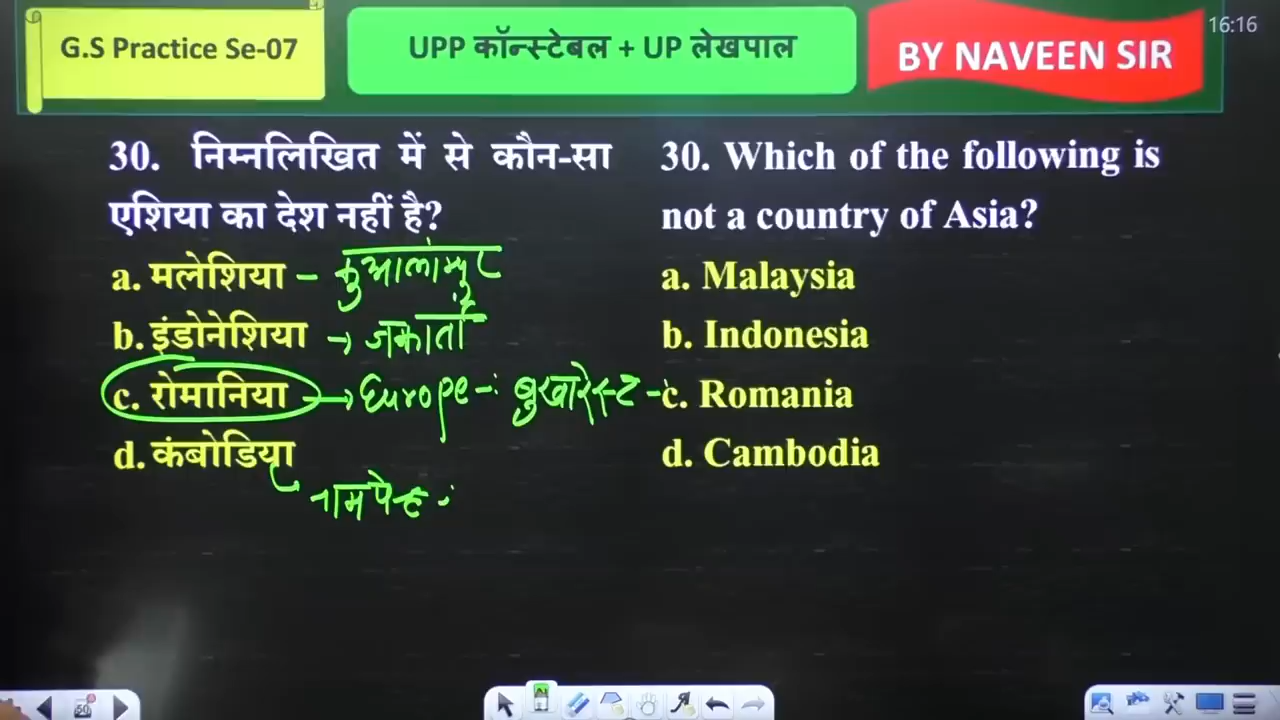 G.S Practice Se-07
UPP कॉन्स्टेबल + UP लेखपाल
BY NAVEEN SIR
16:16
30. निम्नलिखित में से कौन-सा
एशिया का देश नहीं है?
a. मलेशिया – कुआलांम्पुर
b. इंडोनेशिया → जकार्ता
c. रोमानिया → Europe -: बुखारेस्ट -
d. कंबोडिया
नामपेन्ह
30. Which of the following is
not a country of Asia?
a. Malaysia
b. Indonesia
c. Romania
d. Cambodia